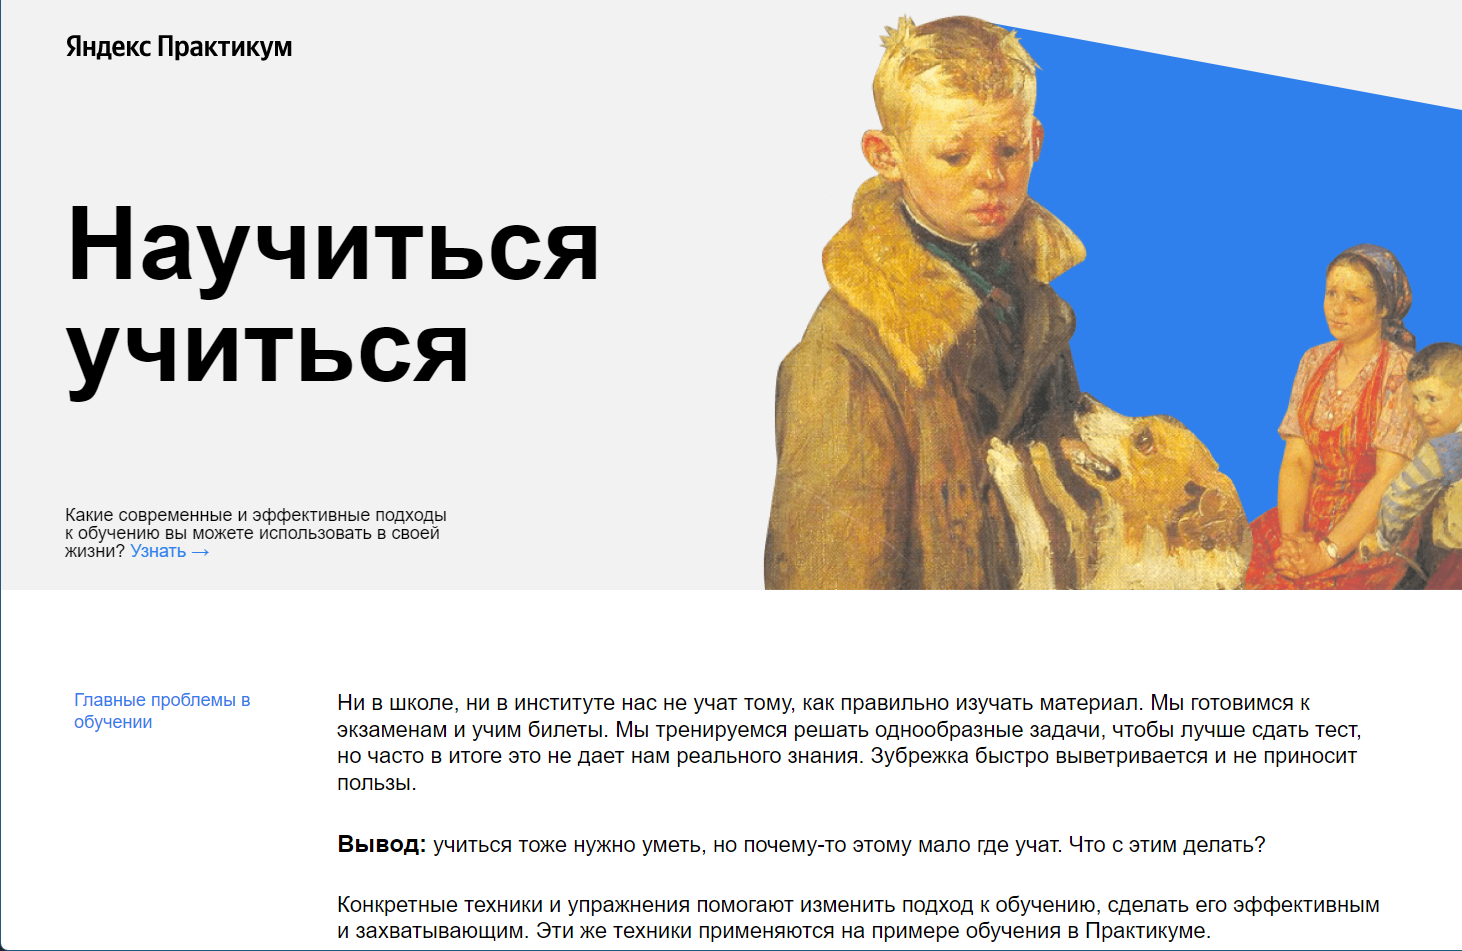 Яндекс Практикум
Научиться
учиться
Какие современные и эффективные подходы
к обучению вы можете использовать в своей
жизни? Узнать →
Главные проблемы в
обучении
Ни в школе, ни в институте нас не учат тому, как правильно изучать материал. Мы готовимся к
экзаменам и учим билеты. Мы тренируемся решать однообразные задачи, чтобы лучше сдать тест,
но часто в итоге это не дает нам реального знания. Зубрежка быстро выветривается и не приносит
пользы.
Вывод: учиться тоже нужно уметь, но почему-то этому мало где учат. Что с этим делать?
Конкретные техники и упражнения помогают изменить подход к обучению, сделать его эффективным
и захватывающим. Эти же техники применяются на примере обучения в Практикуме.